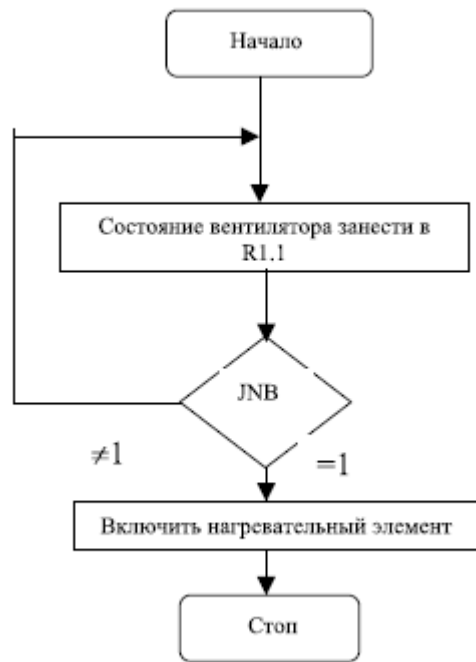 Начало
Состояние вентилятора занести в
R1.1
JNB
≠1
=1
Включить нагревательный элемент
Стоп